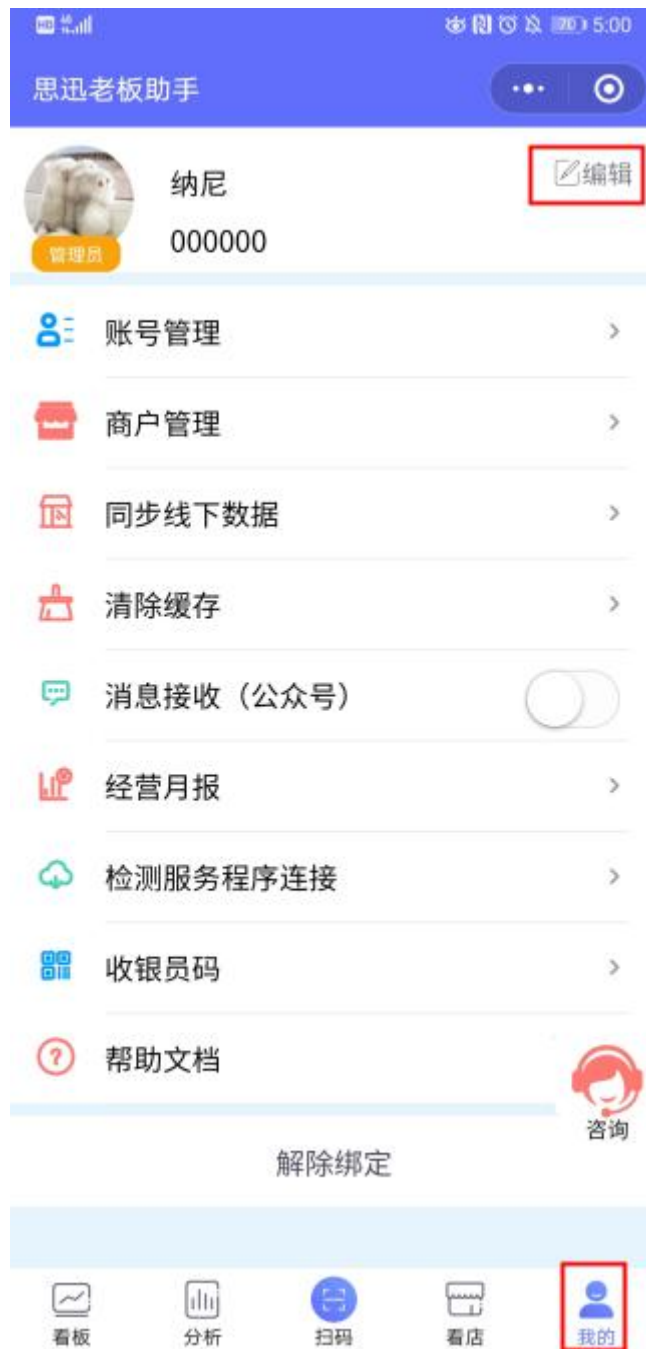 HD 5:00
思迅老板助手
纳尼
编辑
管理员
000000
账号管理
商户管理
同步线下数据
清除缓存
消息接收（公众号）
经营月报
检测服务程序连接
收银员码
帮助文档
咨询
解除绑定
看板 分析 扫码 看店 我的